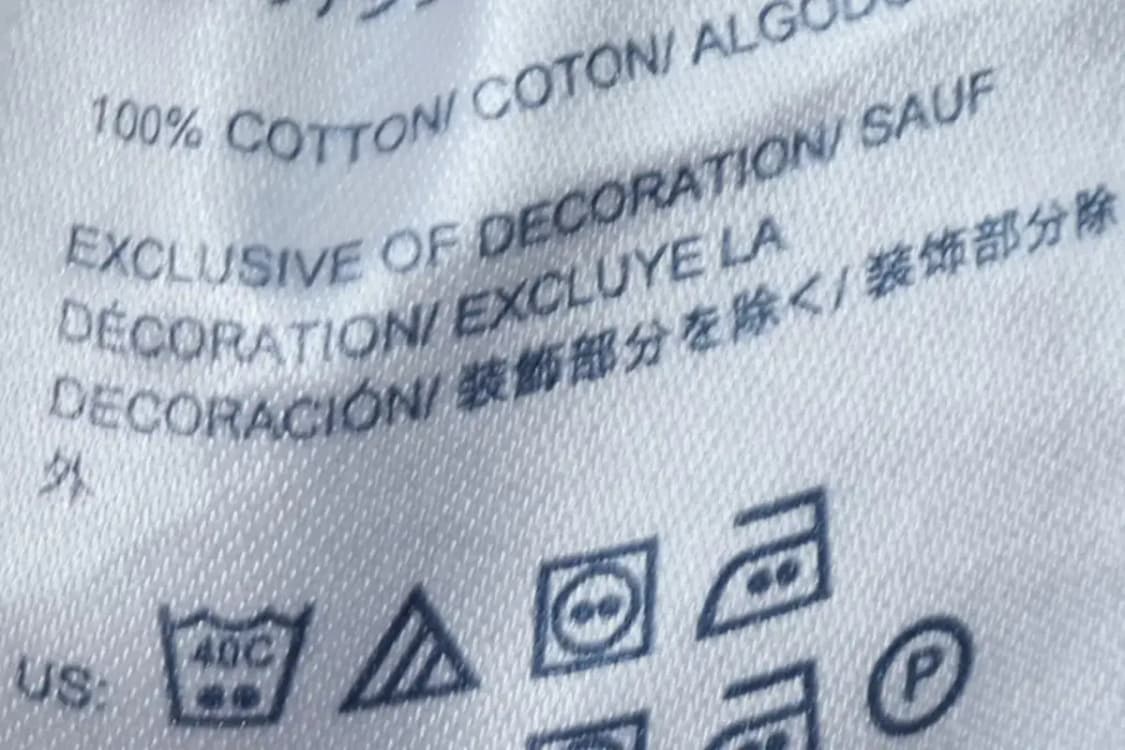 100% COTTON/ COTON/ ALGODÓ
EXCLUSIVE OF DECORATION/ SAUF
DÉCORATION/ EXCLUYE LA
DECORACIÓN/ 装飾部分を除く/ 装饰部分除
外
US: 40C P